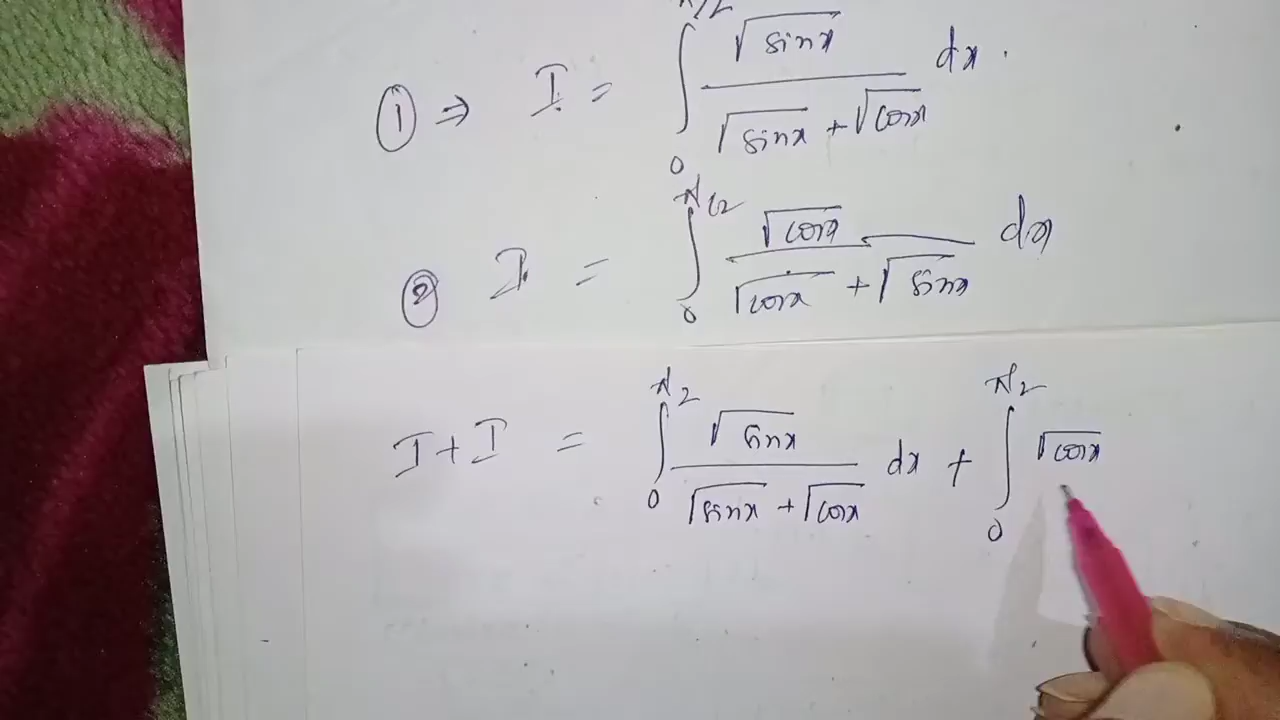 ① ⇒ I = ∫₀^π/2 √sinx / (√sinx + √cosx) dx.
② I = ∫₀^π/2 √cosx / (√cosx + √sinx) dx
I + I = ∫₀^π/2 √sinx / (√sinx + √cosx) dx + ∫₀^π/2 √cosx